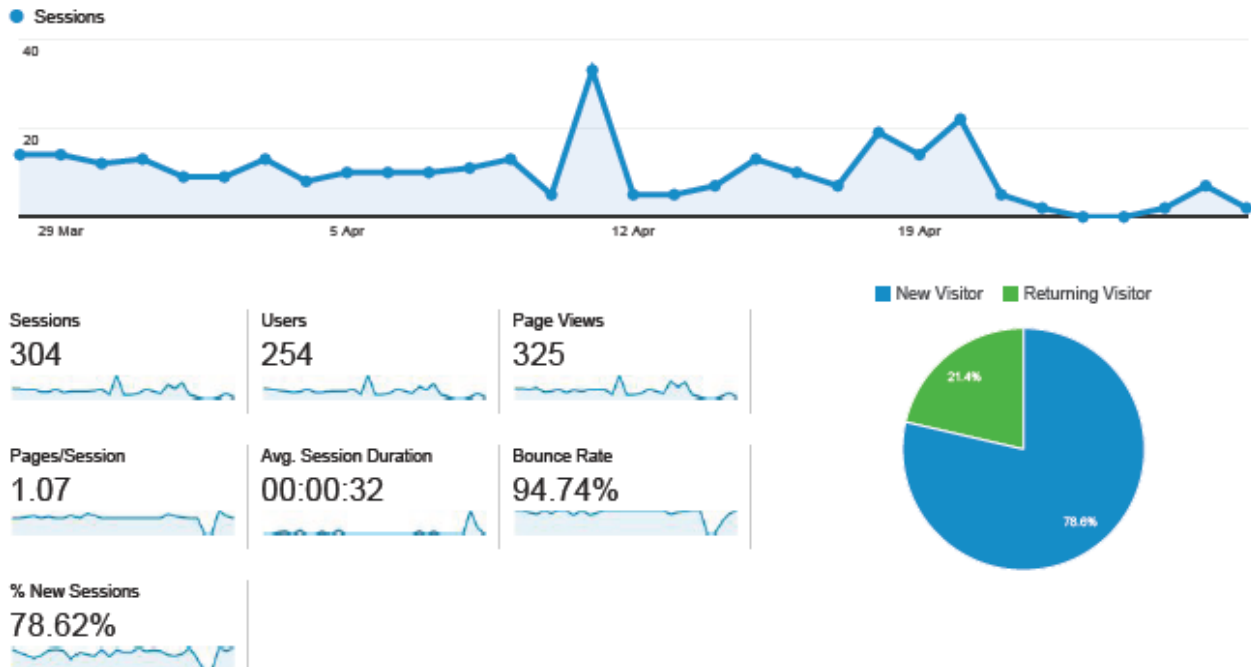 Sessions
40
20
29 Mar
5 Apr
12 Apr
19 Apr
New Visitor
Returning Visitor
Sessions
304
Users
254
Page Views
325
21.4%
78.6%
Pages/Session
1.07
Avg. Session Duration
00:00:32
Bounce Rate
94.74%
% New Sessions
78.62%